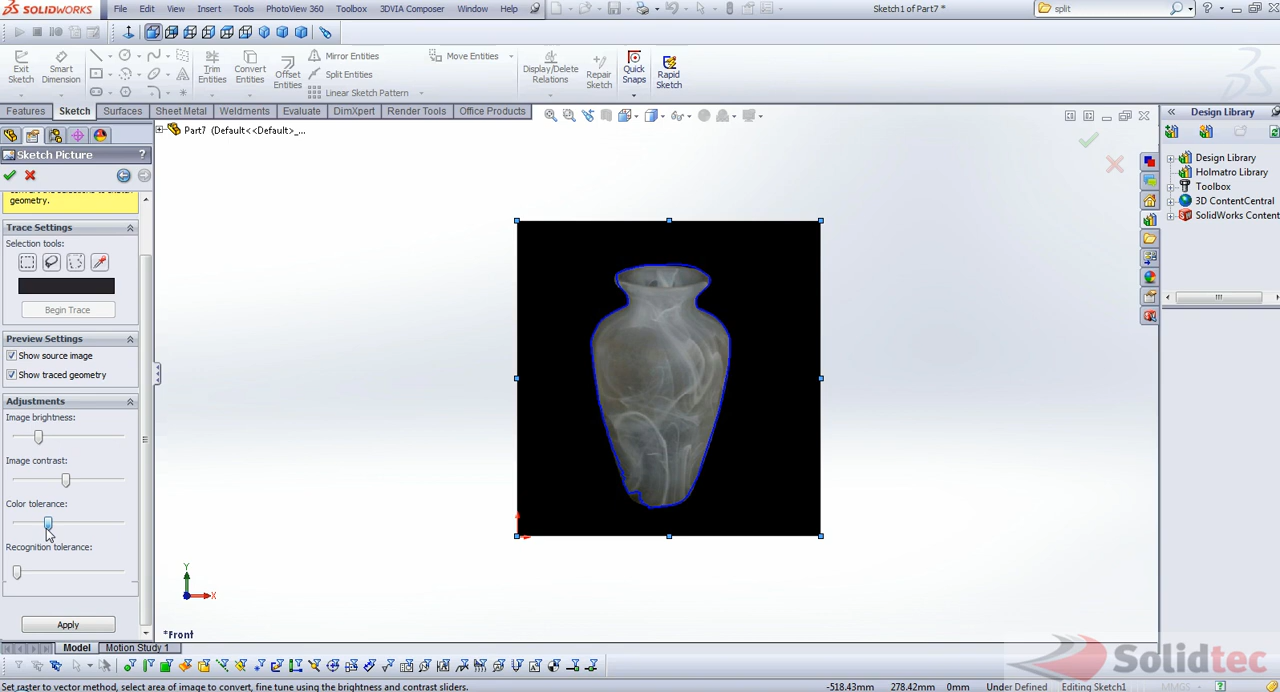 SOLIDWORKS File Edit View Insert Tools PhotoView 360 Toolbox 3DVIA Composer Window Help Sketch1 of Part7 * split
Exit Sketch
Smart Dimension
Trim Entities
Convert Entities
Offset Entities
Mirror Entities
Split Entities
Linear Sketch Pattern
Move Entities
Display/Delete Relations
Repair Sketch
Quick Snaps
Rapid Sketch
Features Sketch Surfaces Sheet Metal Weldments Evaluate DimXpert Render Tools Office Products
Part7 (Default<<Default>_...
Sketch Picture ?
geometry.
Trace Settings
Selection tools:
Begin Trace
Preview Settings
Show source image
Show traced geometry
Adjustments
Image brightness:
Image contrast:
Color tolerance:
Recognition tolerance:
Apply
Design Library
Design Library
Holmatro Library
Toolbox
3D ContentCentral
SolidWorks Content
Y
X
*Front
Model Motion Study 1
Solidtec
Set raster to vector method, select area of image to convert, fine tune using the brightness and contrast sliders. -518.43mm 278.42mm 0mm Under Defined Editing Sketch1 MMGS